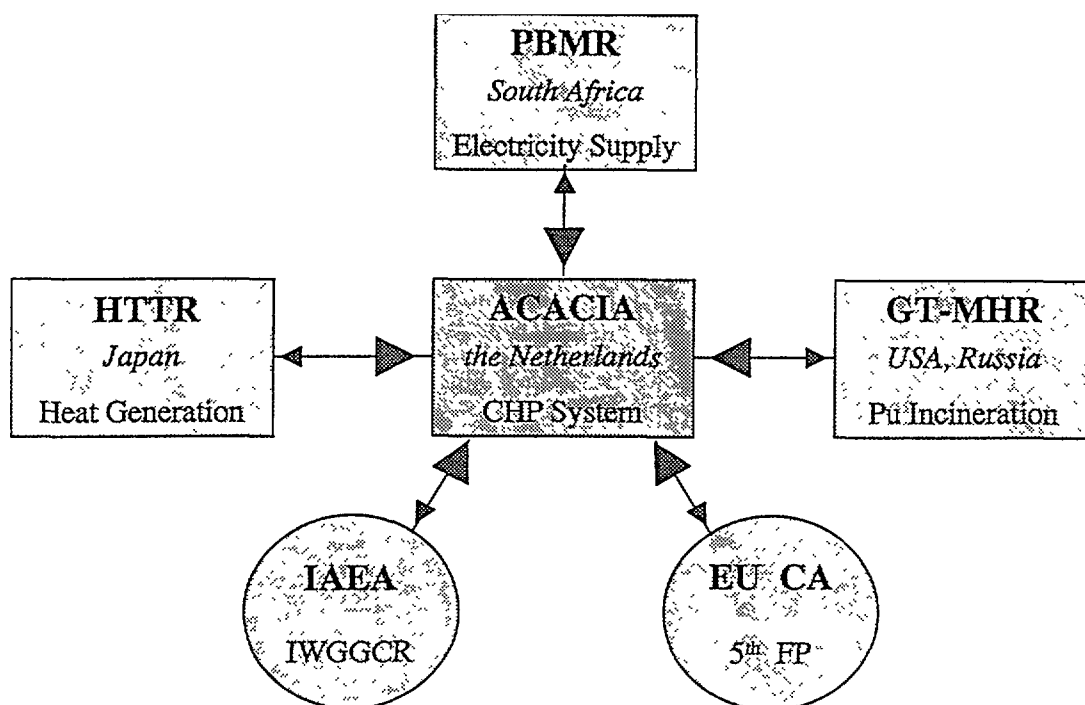 PBMR
South Africa
Electricity Supply
HTTR
Japan
Heat Generation
ACACIA
the Netherlands
CHP System
GT-MHR
USA, Russia
Pu Incineration
IAEA
IWGGCR
EU CA
5th FP